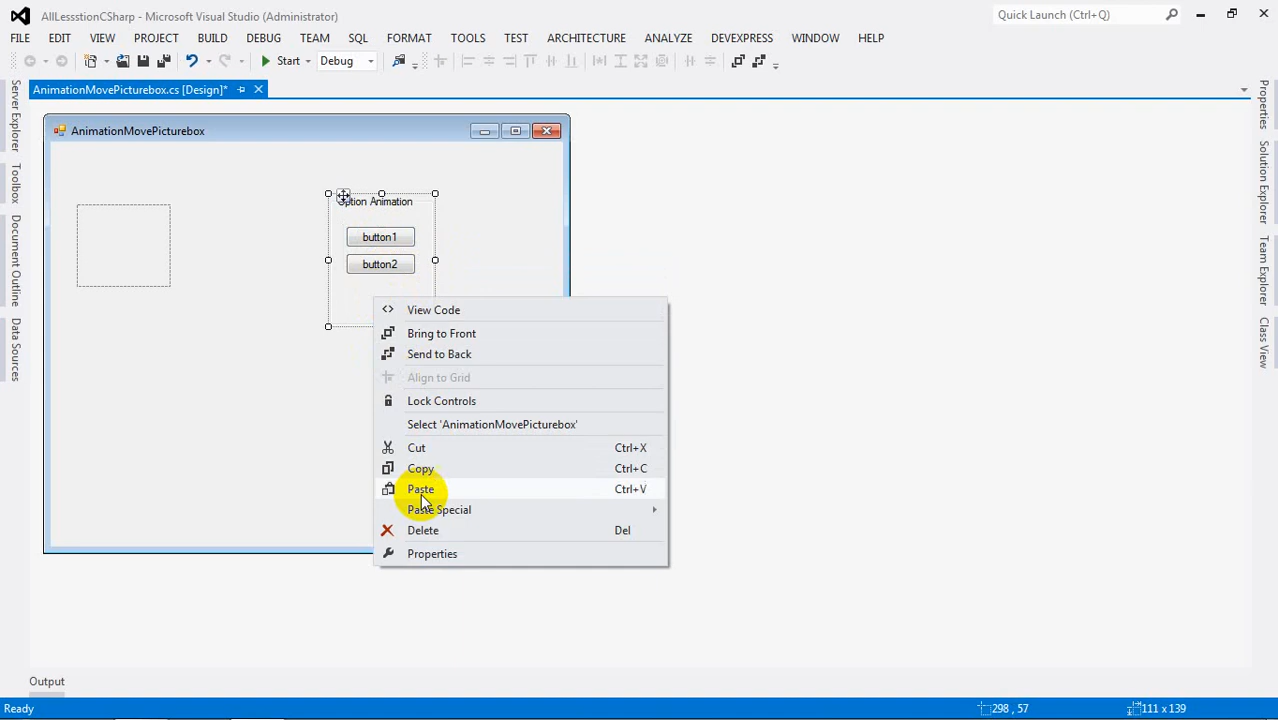 AllLesstionCSharp - Microsoft Visual Studio (Administrator)
Quick Launch (Ctrl+Q)
FILE EDIT VIEW PROJECT BUILD DEBUG TEAM SQL FORMAT TOOLS TEST ARCHITECTURE ANALYZE DEVEXPRESS WINDOW HELP
Start Debug
AnimationMovePicturebox.cs [Design]*
Server Explorer
Toolbox
Document Outline
Data Sources
AnimationMovePicturebox
Option Animation
button1
button2
View Code
Bring to Front
Send to Back
Align to Grid
Lock Controls
Select 'AnimationMovePicturebox'
Cut Ctrl+X
Copy Ctrl+C
Paste Ctrl+V
Paste Special
Delete Del
Properties
Properties
Solution Explorer
Team Explorer
Class View
Output
Ready 298 , 57 111 x 139